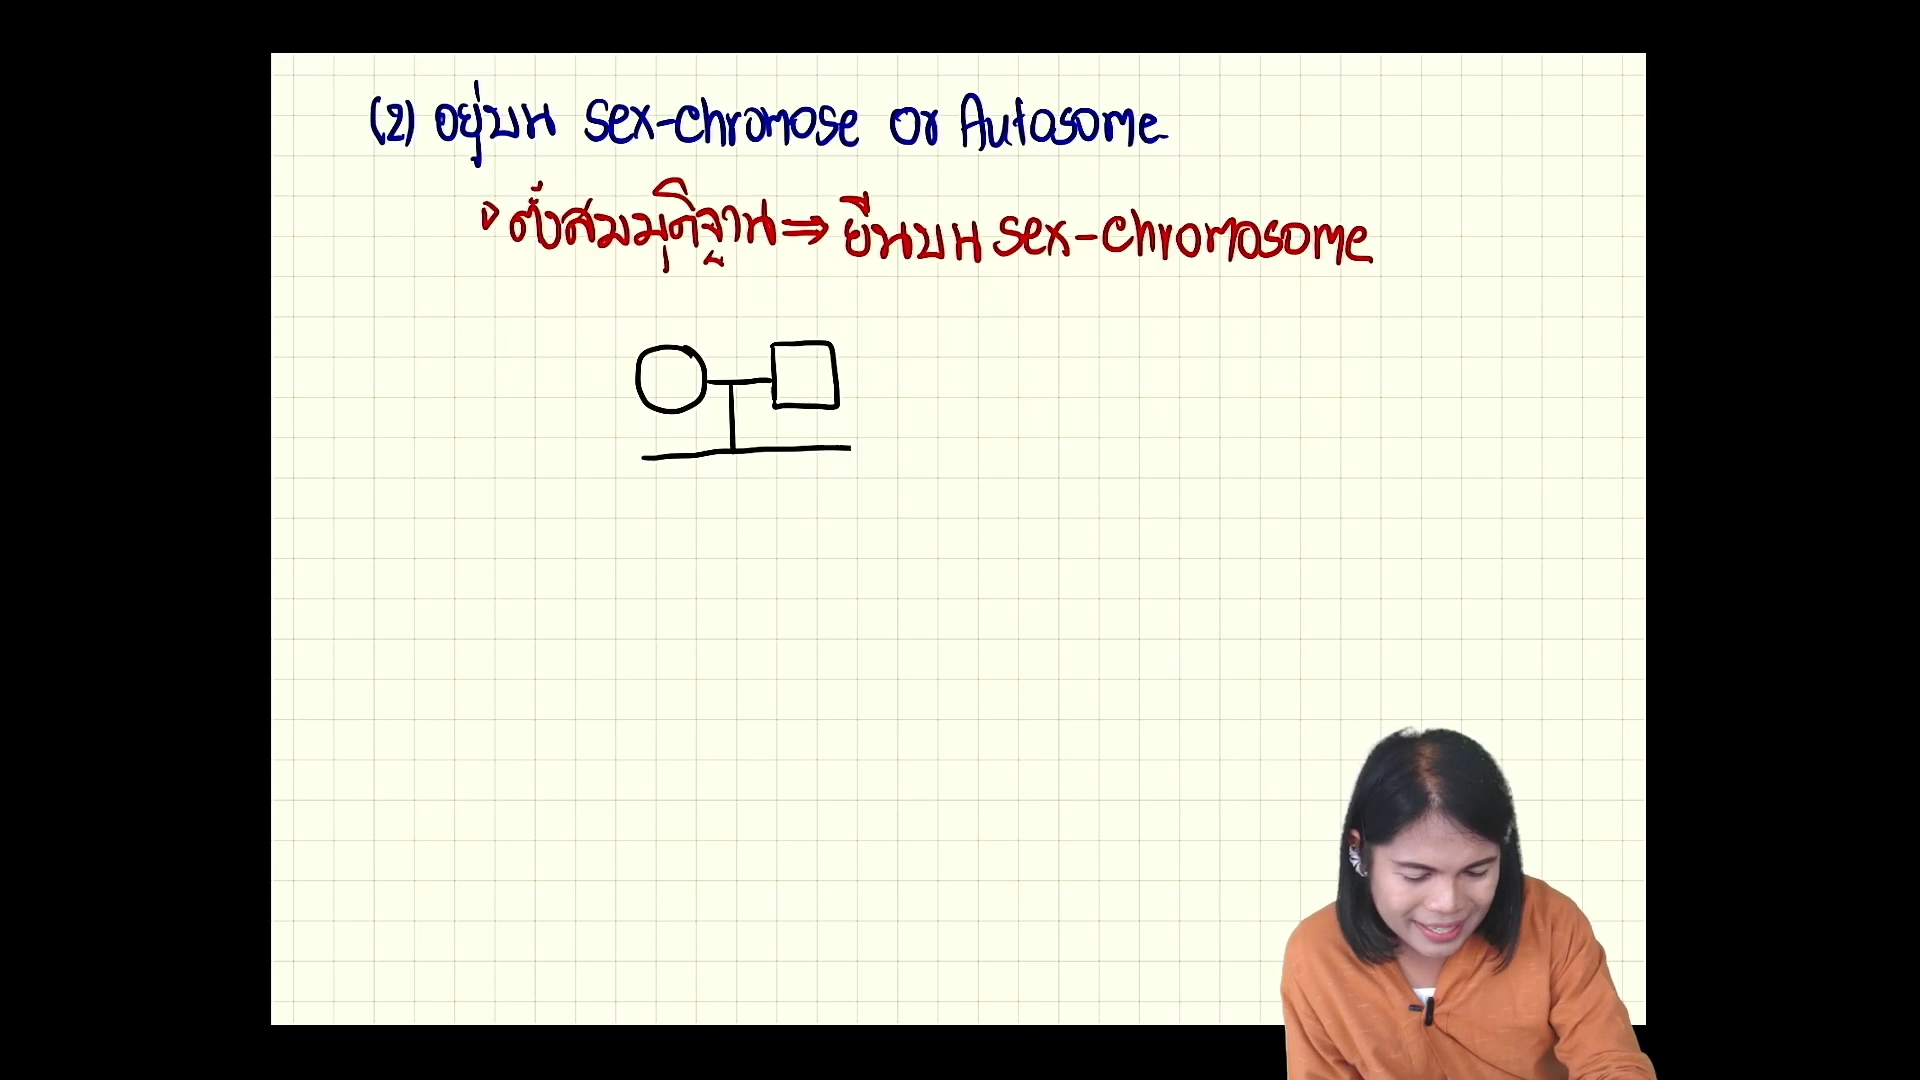 (2) อยู่บน sex-chromose or Autosome
ตั้งสมมุติฐาน ⇒ ยีนบน sex-chromosome